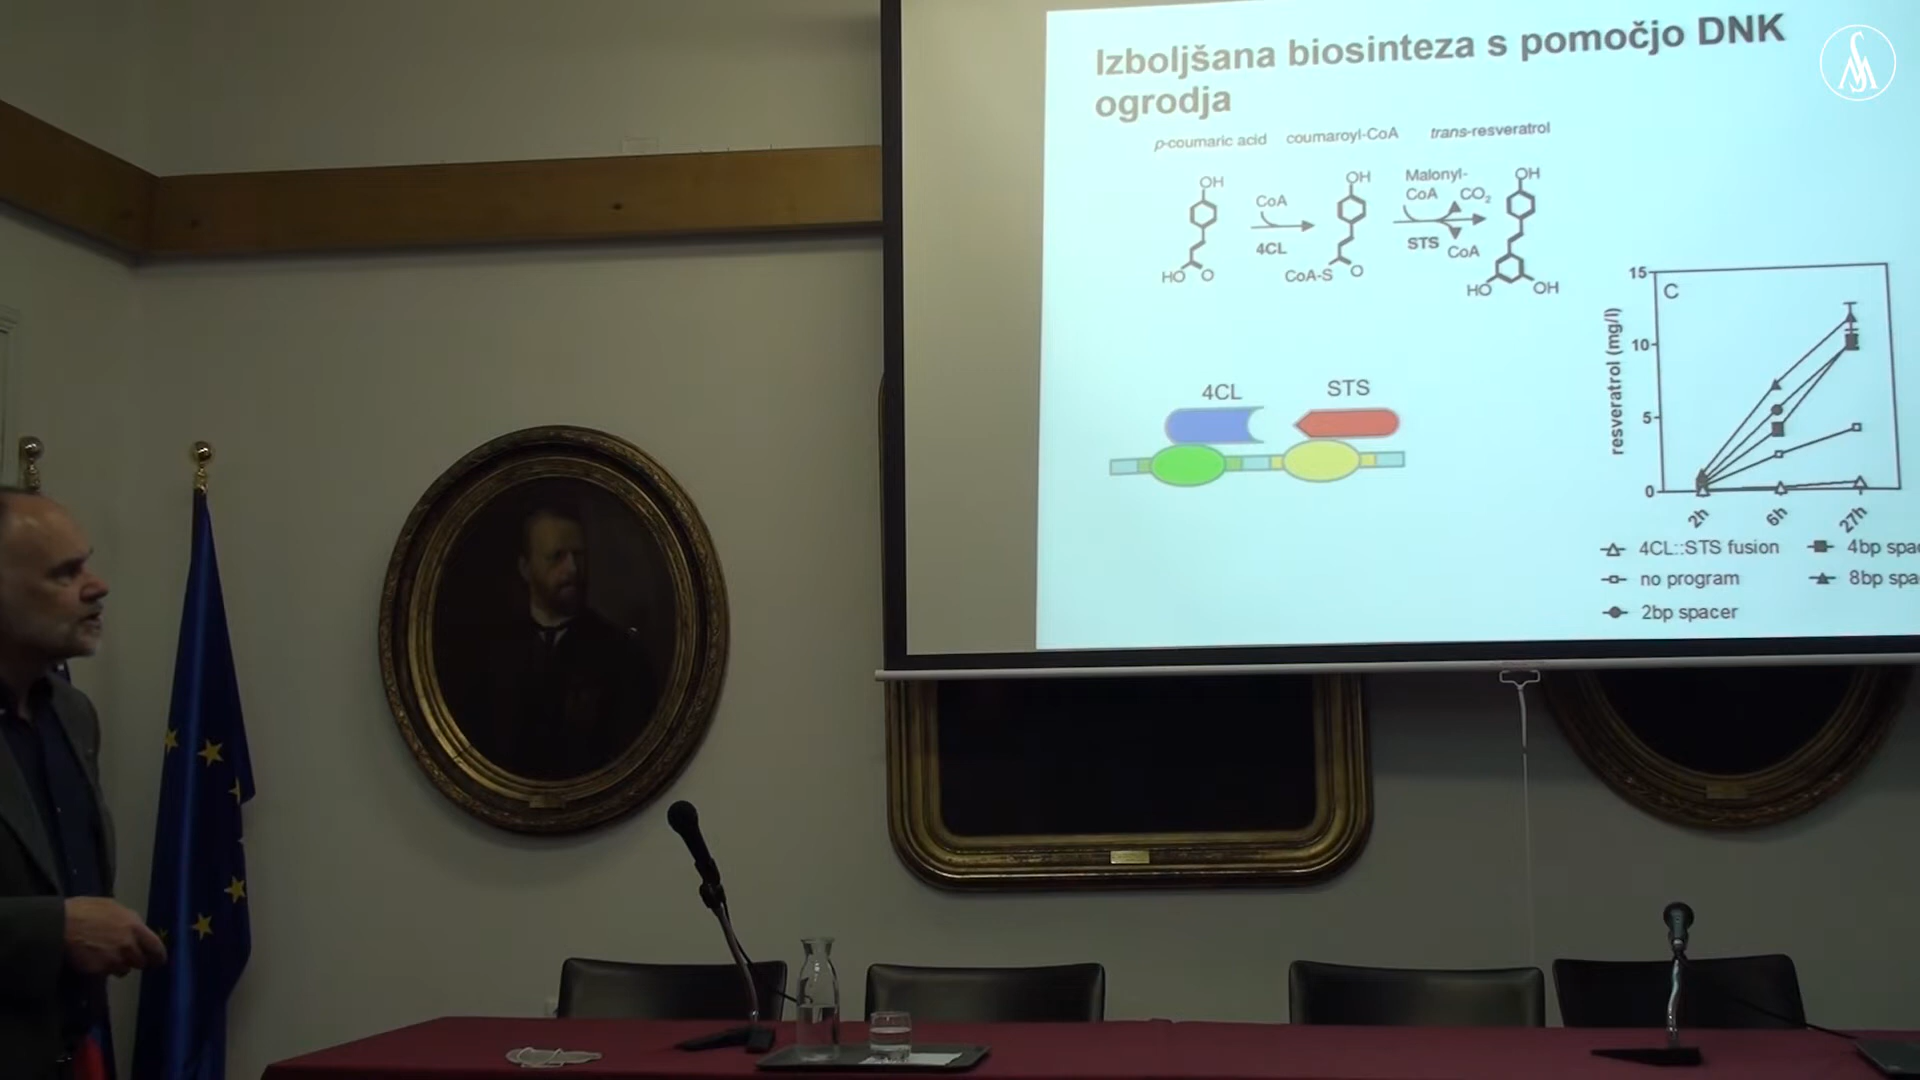 Izboljšana biosinteza s pomočjo DNK
ogrodja
p-coumaric acid coumaroyl-CoA trans-resveratrol
OH OH OH
CoA Malonyl-
CoA CO2
4CL STS CoA
HO O CoA-S O HO OH
4CL STS
C
resveratrol (mg/l)
15
10
5
0
2h 6h 27h
4CL::STS fusion 4bp spa
no program 8bp spa
2bp spacer